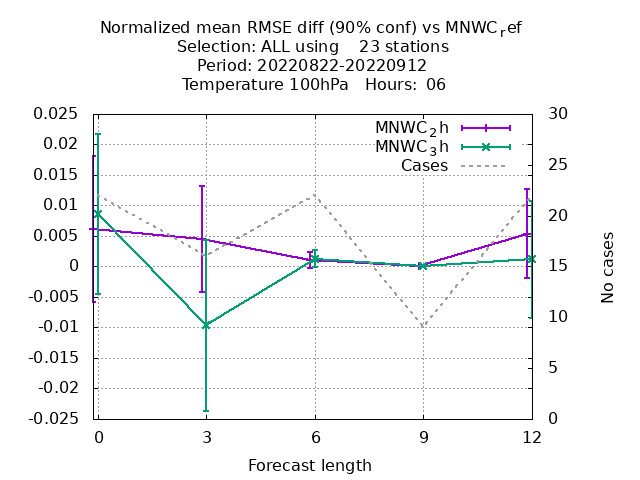 Normalized mean RMSE diff (90% conf) vs MNWC_ref
Selection: ALL using    23 stations
Period: 20220822-20220912
Temperature 100hPa   Hours:  06
MNWC_2h
MNWC_3h
Cases
0.025
0.02
0.015
0.01
0.005
0
-0.005
-0.01
-0.015
-0.02
-0.025
30
25
20
15
10
5
0
No cases
0 3 6 9 12
Forecast length